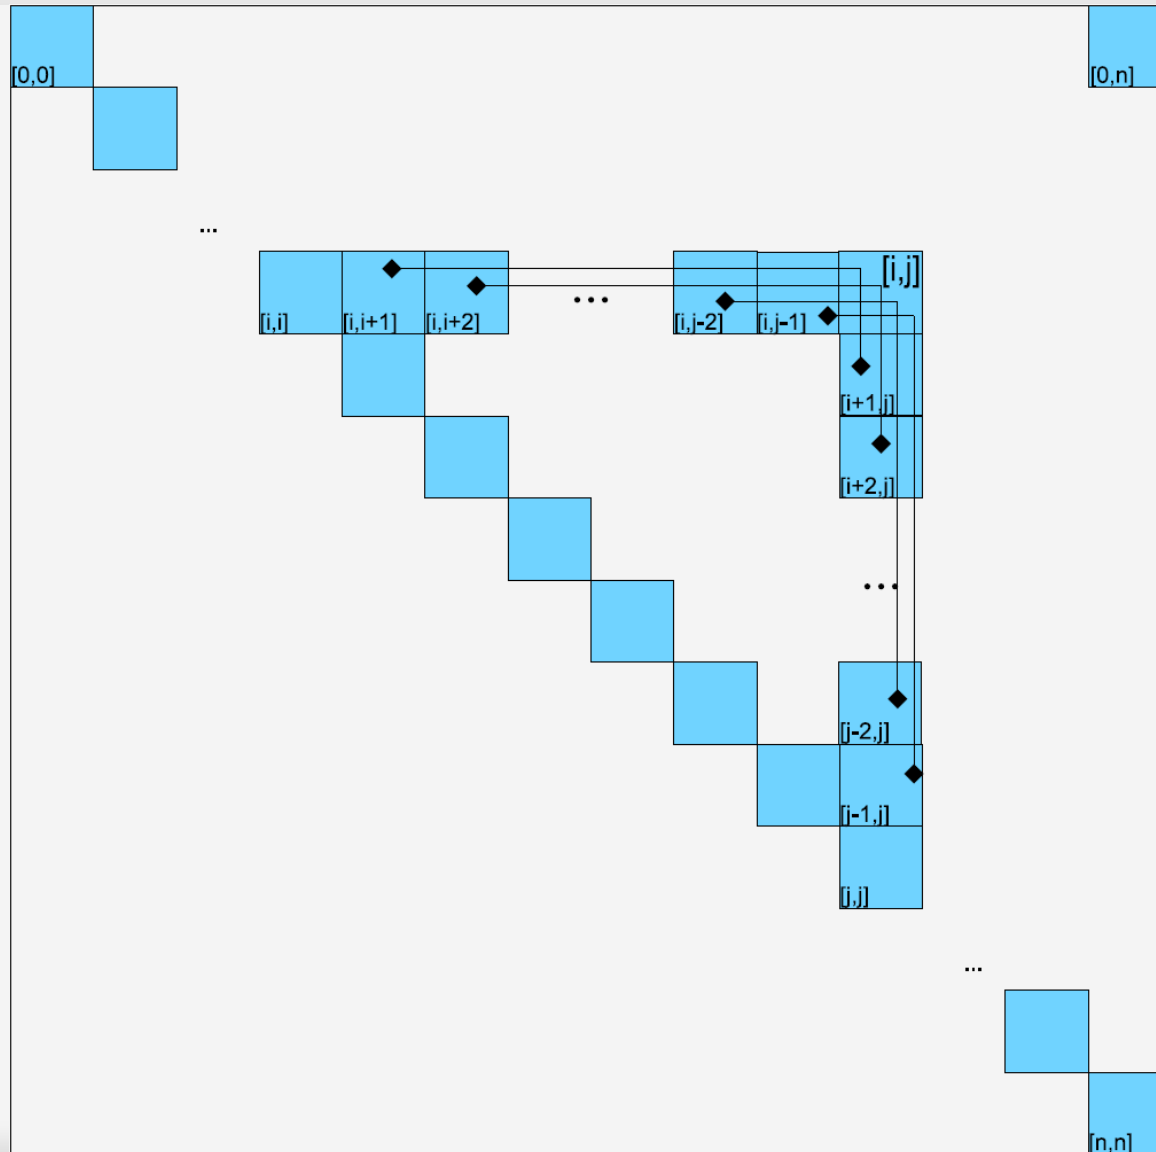 [0,0]
[0,n]
...
[i,j]
[i,i]
[i,i+1]
[i,i+2]
...
[i,j-2]
[i,j-1]
[i+1,j]
[i+2,j]
...
[j-2,j]
[j-1,j]
[j,j]
...
[n,n]